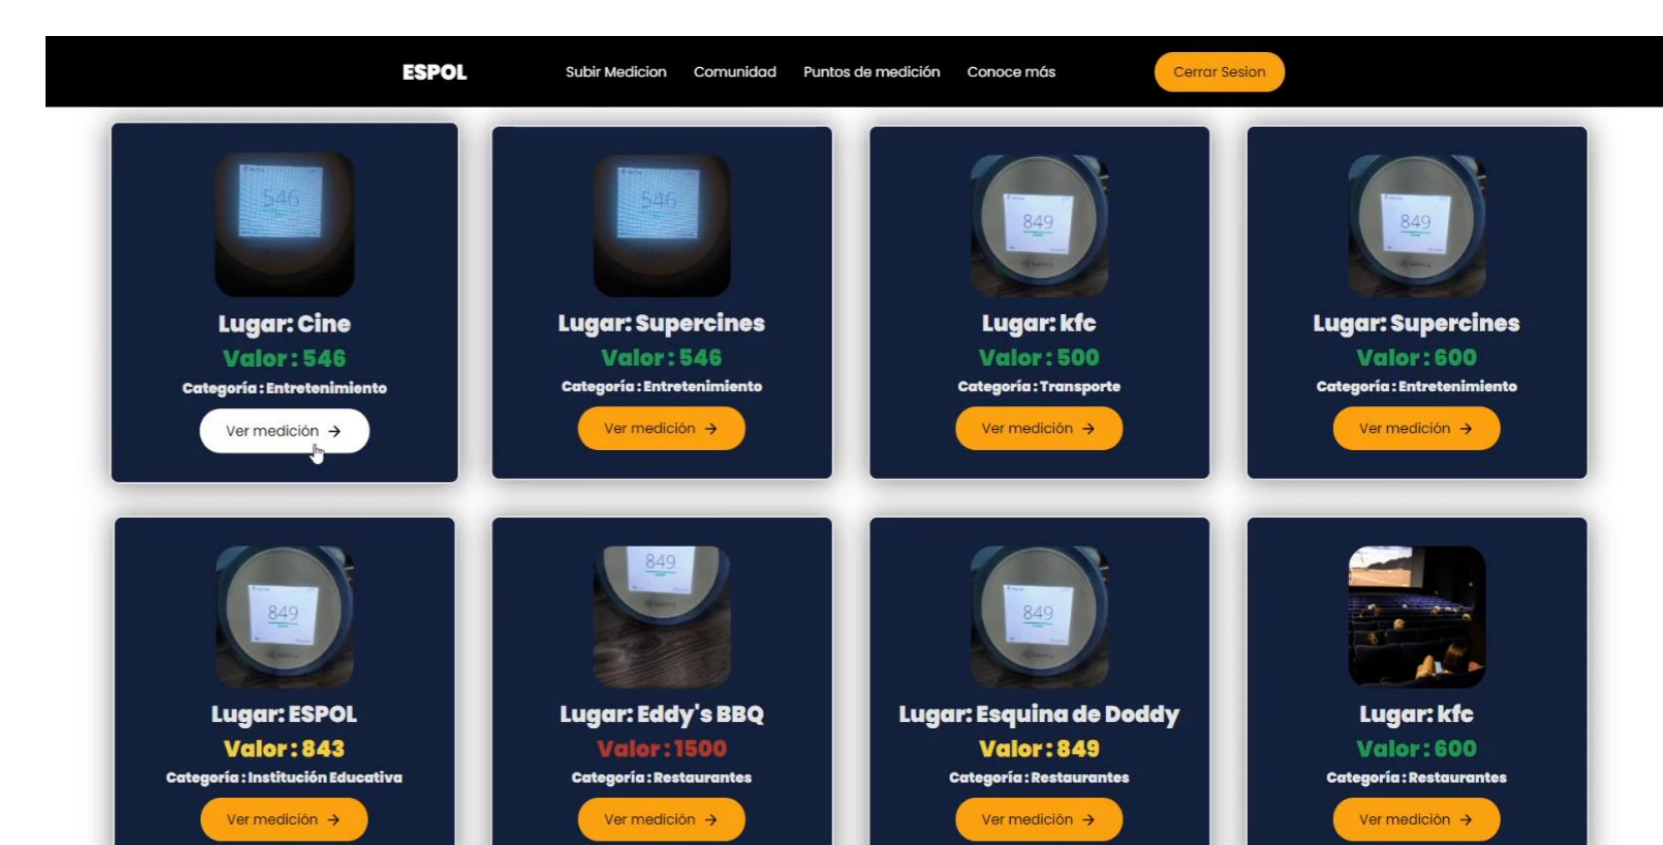 ESPOL Subir Medicion Comunidad Puntos de medición Conoce más Cerrar Sesion
546
546
849
849
Lugar: Cine
Valor : 546
Categoría : Entretenimiento
Ver medición →
Lugar: Supercines
Valor : 546
Categoría : Entretenimiento
Ver medición →
Lugar: kfc
Valor : 500
Categoría : Transporte
Ver medición →
Lugar: Supercines
Valor : 600
Categoría : Entretenimiento
Ver medición →
849
Lugar: ESPOL
Valor : 843
Categoría : Institución Educativa
Ver medición →
849
Lugar: Eddy's BBQ
Valor : 1500
Categoría : Restaurantes
Ver medición →
849
Lugar: Esquina de Doddy
Valor : 849
Categoría : Restaurantes
Ver medición →
Lugar: kfc
Valor : 600
Categoría : Restaurantes
Ver medición →